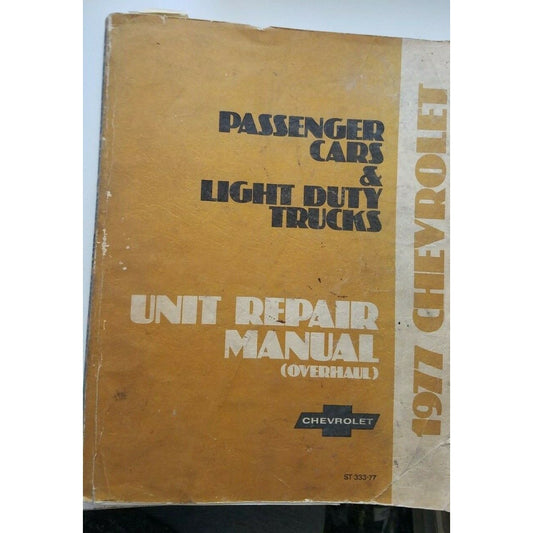 PASSENGER
CARS
&
LIGHT DUTY
TRUCKS
UNIT REPAIR
MANUAL
(OVERHAUL)
CHEVROLET
ST 333-77
1977 CHEVROLET